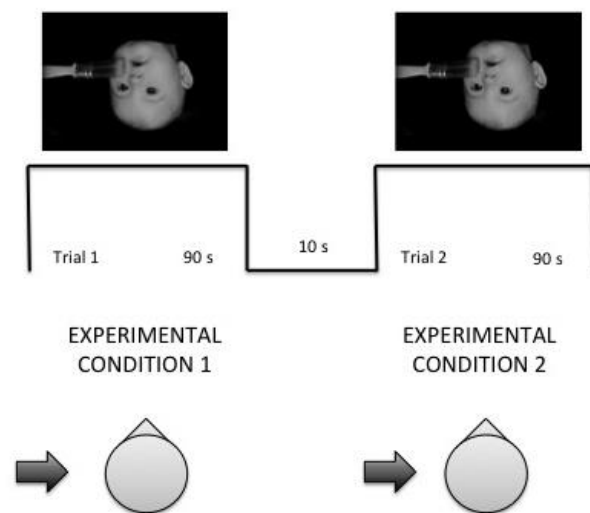 Trial 1 90 s 10 s Trial 2 90 s
EXPERIMENTAL CONDITION 1
EXPERIMENTAL CONDITION 2